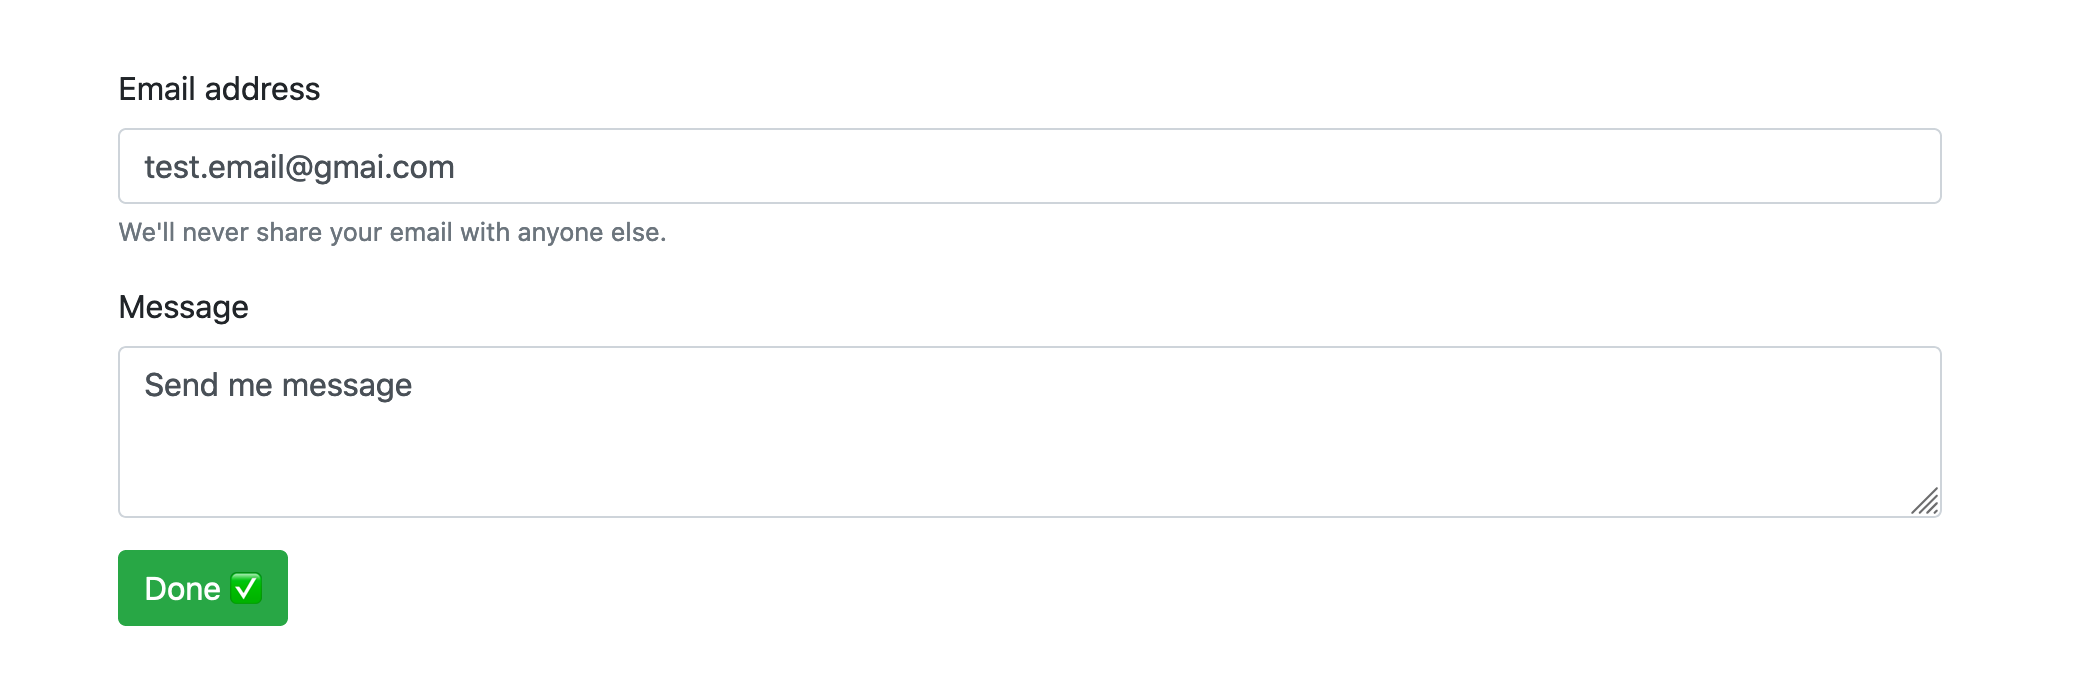 Email address
test.email@gmai.com
We'll never share your email with anyone else.
Message
Send me message
Done ✅